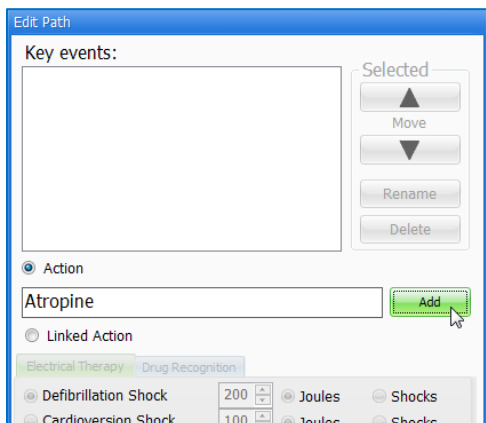 Edit Path
Key events:
Selected
Move
Rename
Delete
Action
Atropine Add
Linked Action
Electrical Therapy Drug Recognition
Defibrillation Shock 200 Joules Shocks
Cardioversion Shock 100 Joules Shocks